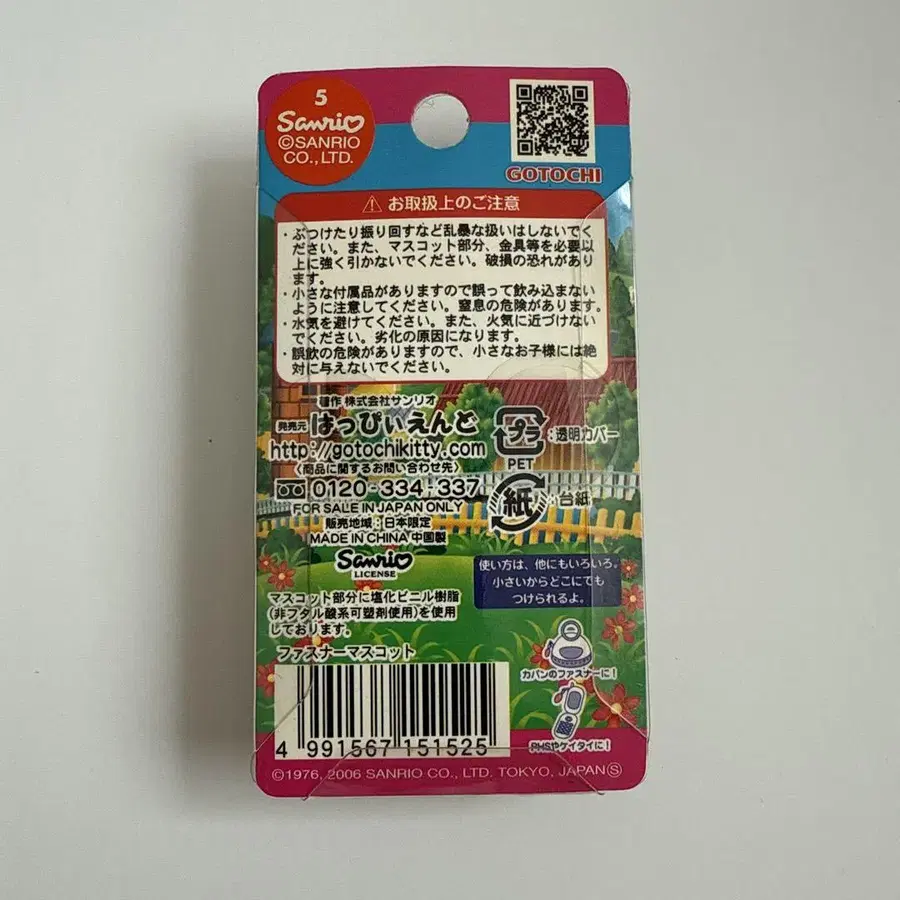 5
Sanrio
©SANRIO
CO.,LTD.
GOTOCHI
⚠ お取扱上のご注意
・ぶつけたり振り回すなど乱暴な扱いはしないでく
ださい。また、マスコット部分、金具等を必要以
上に強く引かないでください。破損の恐れがあり
ます。
・小さな付属品がありますので誤って飲み込まない
ように注意してください。窒息の危険があります。
・水気を避けてください。また、火気に近づけない
でください。劣化の原因になります。
・誤飲の危険がありますので、小さなお子様には絶
対に与えないでください。
著作 株式会社サンリオ
発売元 はっぴぃえんど
http://gotochikitty.com
〈商品に関するお問い合わせ先〉
0120-334-337
FOR SALE IN JAPAN ONLY
販売地域:日本限定
MADE IN CHINA 中国製
Sanrio
LICENSE
プラ:透明カバー
PET
紙:台紙
マスコット部分に塩化ビニル樹脂
(非フタル酸系可塑剤使用)を使用
しております。
ファスナーマスコット
使い方は、他にもいろいろ。
小さいからどこにでも
つけられるよ。
カバンのファスナーに!
PHSやケイタイに!
4 991567 151525
©1976, 2006 SANRIO CO., LTD. TOKYO, JAPAN Ⓢ